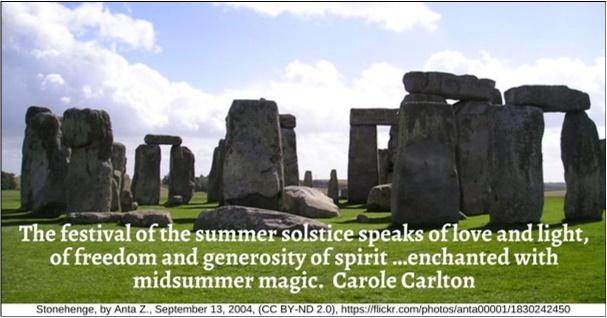 The festival of the summer solstice speaks of love and light,
of freedom and generosity of spirit ...enchanted with
midsummer magic.  Carole Carlton
Stonehenge, by Anta Z., September 13, 2004, (CC BY-ND 2.0), https://flickr.com/photos/anta00001/1830242450